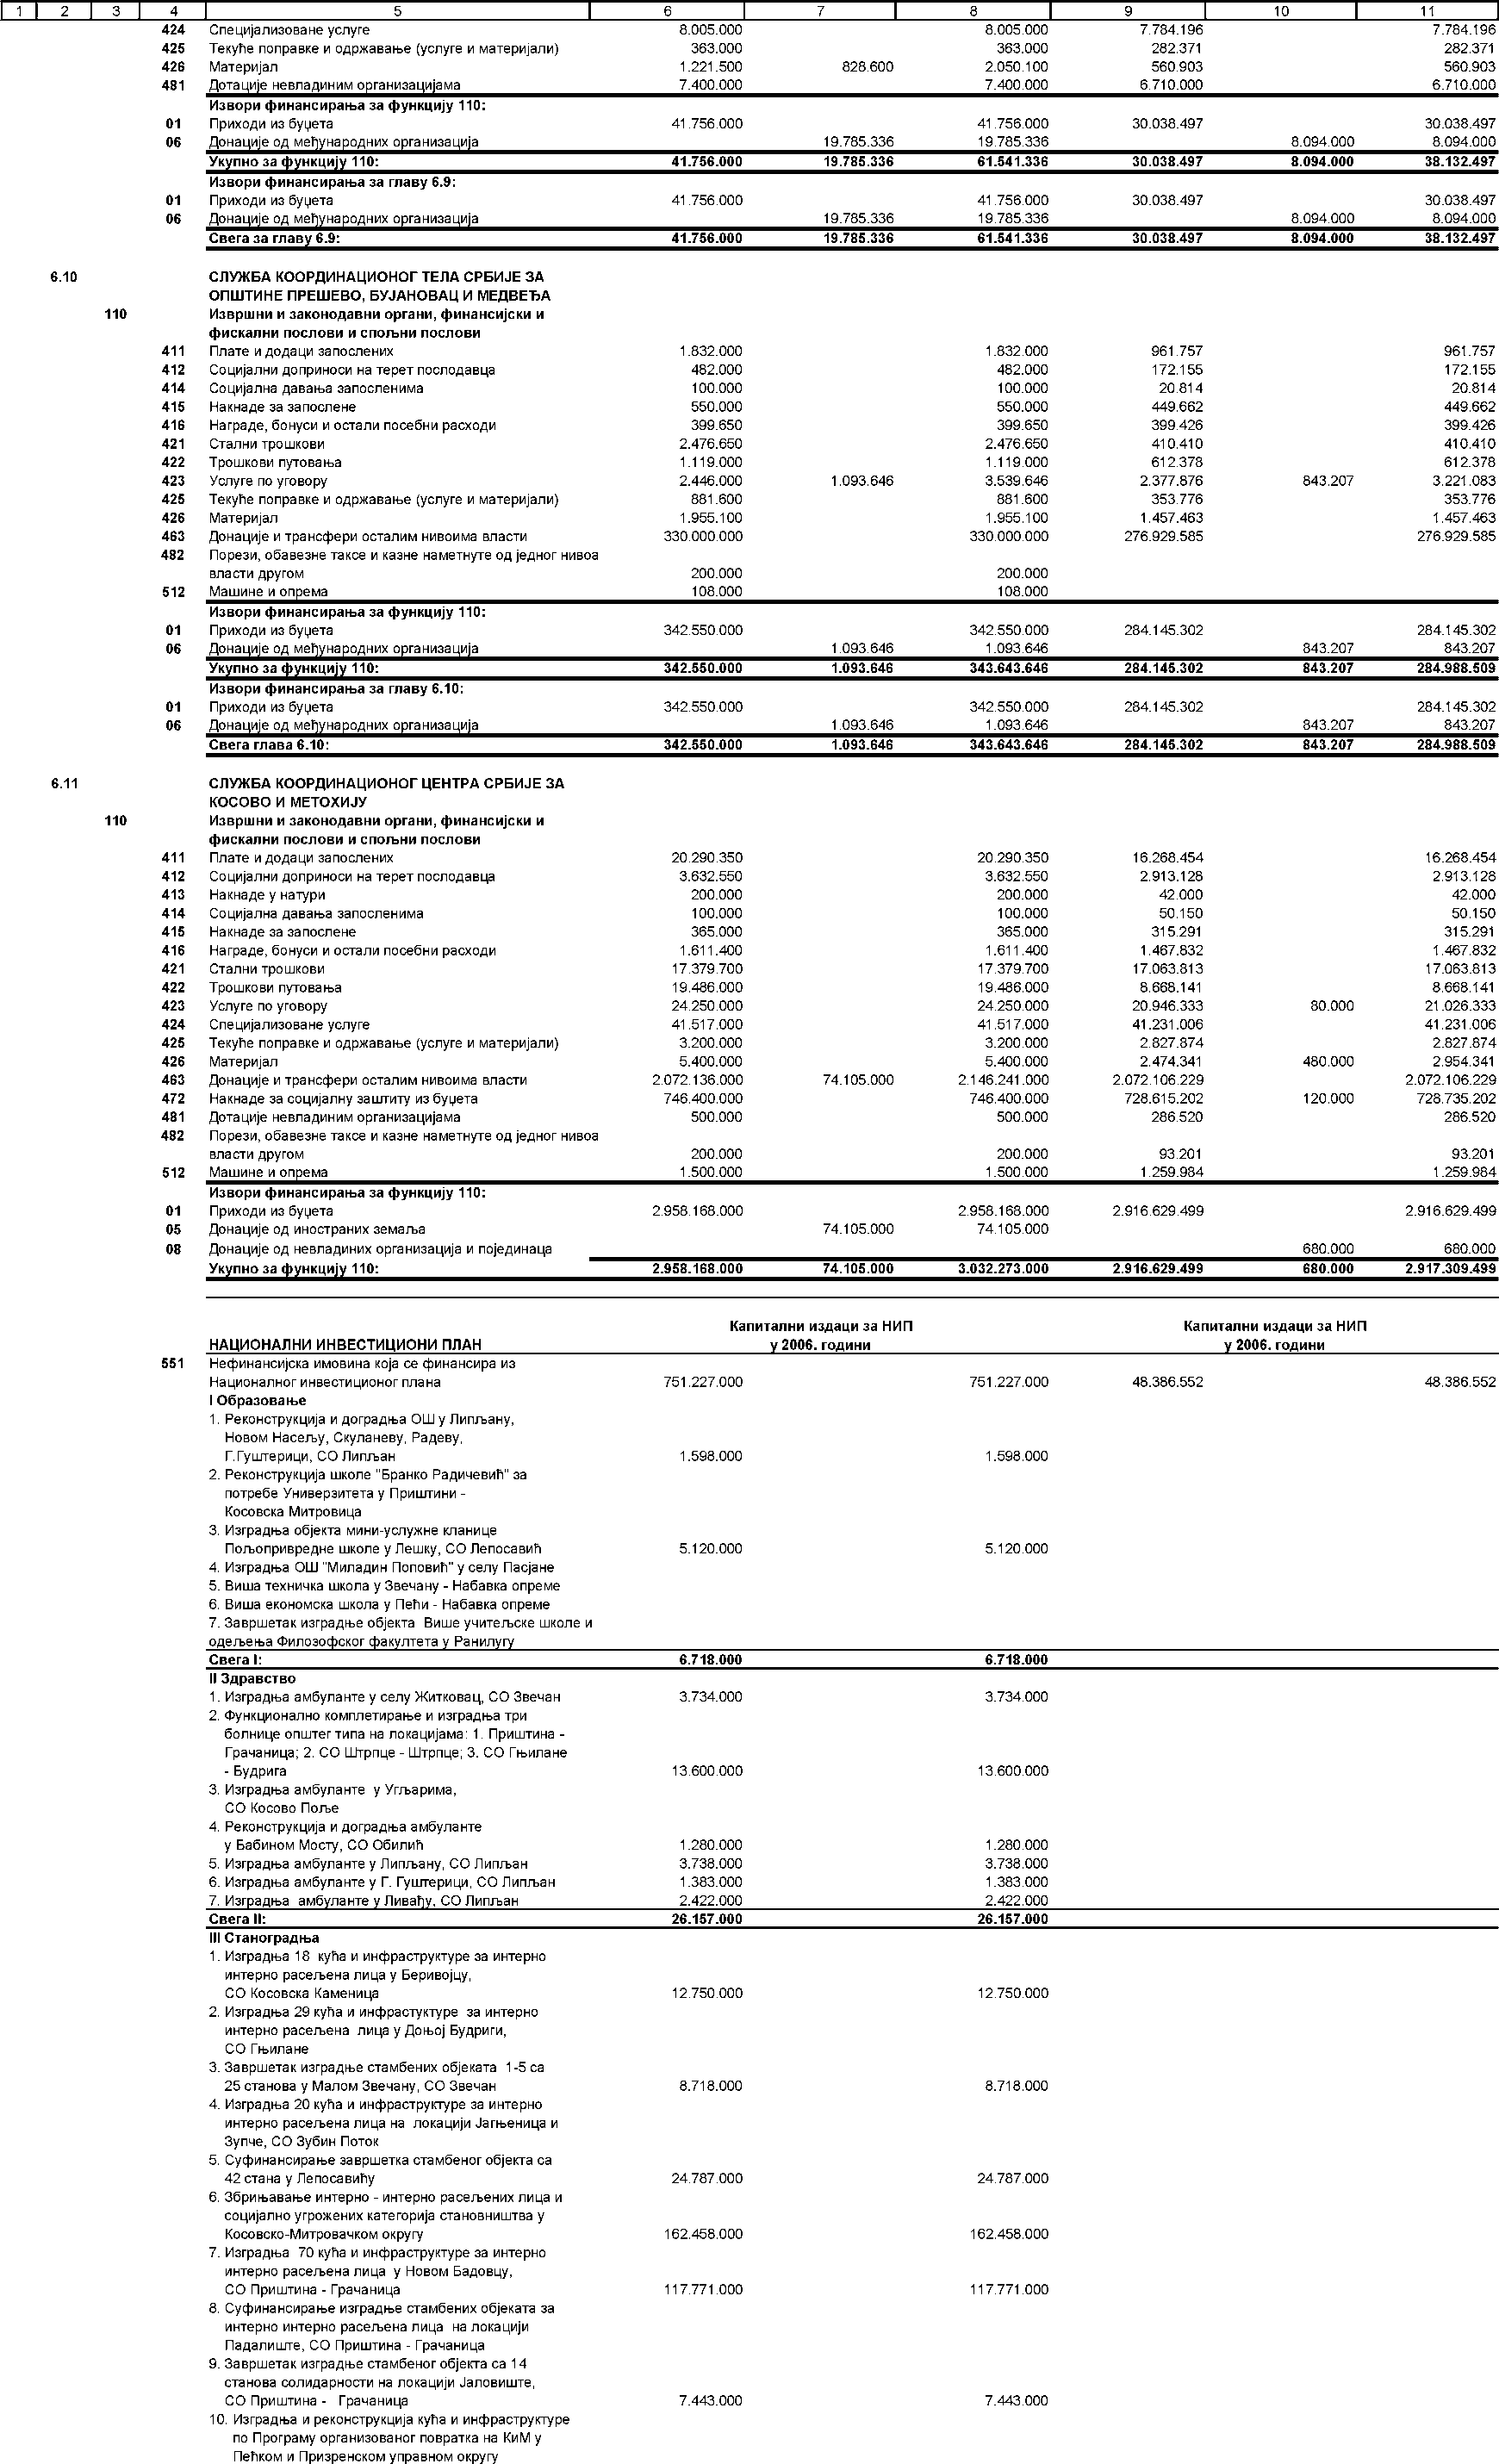 1 2 3 4 5 6 7 8 9 10 11
424 Специјализоване услуге 8.005.000 8.005.000 7.784.196 7.784.196
425 Текуће поправке и одржавање (услуге и материјали) 363.000 363.000 282.371 282.371
426 Материјал 1.221.500 828.600 2.050.100 560.903 560.903
481 Дотације невладиним организацијама 7.400.000 7.400.000 6.710.000 6.710.000
Извори финансирања за функцију 110:
01 Приходи из буџета 41.756.000 41.756.000 30.038.497 30.038.497
06 Донације од међународних организација 19.785.336 19.785.336 8.094.000 8.094.000
Укупно за функцију 110: 41.756.000 19.785.336 61.541.336 30.038.497 8.094.000 38.132.497
Извори финансирања за главу 6.9:
01 Приходи из буџета 41.756.000 41.756.000 30.038.497 30.038.497
06 Донације од међународних организација 19.785.336 19.785.336 8.094.000 8.094.000
Свега за главу 6.9: 41.756.000 19.785.336 61.541.336 30.038.497 8.094.000 38.132.497
6.10 СЛУЖБА КООРДИНАЦИОНОГ ТЕЛА СРБИЈЕ ЗА
ОПШТИНЕ ПРЕШЕВО, БУЈАНОВАЦ И МЕДВЕЂА
110 Извршни и законодавни органи, финансијски и
фискални послови и спољни послови
411 Плате и додаци запослених 1.832.000 1.832.000 961.757 961.757
412 Социјални доприноси на терет послодавца 482.000 482.000 172.155 172.155
414 Социјална давања запосленима 100.000 100.000 20.814 20.814
415 Накнаде за запослене 550.000 550.000 449.662 449.662
416 Награде, бонуси и остали посебни расходи 399.650 399.650 399.426 399.426
421 Стални трошкови 2.476.650 2.476.650 410.410 410.410
422 Трошкови путовања 1.119.000 1.119.000 612.378 612.378
423 Услуге по уговору 2.446.000 1.093.646 3.539.646 2.377.876 843.207 3.221.083
425 Текуће поправке и одржавање (услуге и материјали) 881.600 881.600 353.776 353.776
426 Материјал 1.955.100 1.955.100 1.457.463 1.457.463
463 Донације и трансфери осталим нивоима власти 330.000.000 330.000.000 276.929.585 276.929.585
482 Порези, обавезне таксе и казне наметнуте од једног нивоа
власти другом 200.000 200.000
512 Машине и опрема 108.000 108.000
Извори финансирања за функцију 110:
01 Приходи из буџета 342.550.000 342.550.000 284.145.302 284.145.302
06 Донације од међународних организација 1.093.646 1.093.646 843.207 843.207
Укупно за функцију 110: 342.550.000 1.093.646 343.643.646 284.145.302 843.207 284.988.509
Извори финансирања за главу 6.10:
01 Приходи из буџета 342.550.000 342.550.000 284.145.302 284.145.302
06 Донације од међународних организација 1.093.646 1.093.646 843.207 843.207
Свега глава 6.10: 342.550.000 1.093.646 343.643.646 284.145.302 843.207 284.988.509
6.11 СЛУЖБА КООРДИНАЦИОНОГ ЦЕНТРА СРБИЈЕ ЗА
КОСОВО И МЕТОХИЈУ
110 Извршни и законодавни органи, финансијски и
фискални послови и спољни послови
411 Плате и додаци запослених 20.290.350 20.290.350 16.268.454 16.268.454
412 Социјални доприноси на терет послодавца 3.632.550 3.632.550 2.913.128 2.913.128
413 Накнаде у натури 200.000 200.000 42.000 42.000
414 Социјална давања запосленима 100.000 100.000 50.150 50.150
415 Накнаде за запослене 365.000 365.000 315.291 315.291
416 Награде, бонуси и остали посебни расходи 1.611.400 1.611.400 1.467.832 1.467.832
421 Стални трошкови 17.379.700 17.379.700 17.063.813 17.063.813
422 Трошкови путовања 19.486.000 19.486.000 8.668.141 8.668.141
423 Услуге по уговору 24.250.000 24.250.000 20.946.333 80.000 21.026.333
424 Специјализоване услуге 41.517.000 41.517.000 41.231.006 41.231.006
425 Текуће поправке и одржавање (услуге и материјали) 3.200.000 3.200.000 2.827.874 2.827.874
426 Материјал 5.400.000 5.400.000 2.474.341 480.000 2.954.341
463 Донације и трансфери осталим нивоима власти 2.072.136.000 74.105.000 2.146.241.000 2.072.106.229 2.072.106.229
472 Накнаде за социјалну заштиту из буџета 746.400.000 746.400.000 728.615.202 120.000 728.735.202
481 Дотације невладиним организацијама 500.000 500.000 286.520 286.520
482 Порези, обавезне таксе и казне наметнуте од једног нивоа
власти другом 200.000 200.000 93.201 93.201
512 Машине и опрема 1.500.000 1.500.000 1.259.984 1.259.984
Извори финансирања за функцију 110:
01 Приходи из буџета 2.958.168.000 2.958.168.000 2.916.629.499 2.916.629.499
05 Донације од иностраних земаља 74.105.000 74.105.000
08 Донације од невладиних организација и појединаца 680.000 680.000
Укупно за функцију 110: 2.958.168.000 74.105.000 3.032.273.000 2.916.629.499 680.000 2.917.309.499
Капитални издаци за НИП Капитални издаци за НИП
НАЦИОНАЛНИ ИНВЕСТИЦИОНИ ПЛАН у 2006. години у 2006. години
551 Нефинансијска имовина која се финансира из
Националног инвестиционог плана 751.227.000 751.227.000 48.386.552 48.386.552
I Образовање
1. Реконструкција и доградња ОШ у Липљану,
Новом Насељу, Скуланеву, Радеву,
Г.Гуштерици, СО Липљан 1.598.000 1.598.000
2. Реконструкција школе "Бранко Радичевић" за
потребе Универзитета у Приштини -
Косовска Митровица
3. Изградња објекта мини-услужне кланице
Пољопривредне школе у Лешку, СО Лепосавић 5.120.000 5.120.000
4. Изградња ОШ "Миладин Поповић" у селу Пасјане
5. Виша техничка школа у Звечану - Набавка опреме
6. Виша економска школа у Пећи - Набавка опреме
7. Завршетак изградње објекта Више учитељске школе и
одељења Филозофског факултета у Ранилугу
Свега I: 6.718.000 6.718.000
II Здравство
1. Изградња амбуланте у селу Житковац, СО Звечан 3.734.000 3.734.000
2. Функционално комплетирање и изградња три
болнице општег типа на локацијама: 1. Приштина -
Грачаница; 2. СО Штрпце - Штрпце; 3. СО Гњилане
- Будрига 13.600.000 13.600.000
3. Изградња амбуланте у Угљарима,
СО Косово Поље
4. Реконструкција и доградња амбуланте
у Бабином Мосту, СО Обилић 1.280.000 1.280.000
5. Изградња амбуланте у Липљану, СО Липљан 3.738.000 3.738.000
6. Изградња амбуланте у Г. Гуштерици, СО Липљан 1.383.000 1.383.000
7. Изградња амбуланте у Ливађу, СО Липљан 2.422.000 2.422.000
Свега II: 26.157.000 26.157.000
III Станоградња
1. Изградња 18 кућа и инфраструктуре за интерно
интерно расељена лица у Беривојцу,
СО Косовска Каменица 12.750.000 12.750.000
2. Изградња 29 кућа и инфрастуктуре за интерно
интерно расељена лица у Доњој Будриги,
СО Гњилане
3. Завршетак изградње стамбених објеката 1-5 са
25 станова у Малом Звечану, СО Звечан 8.718.000 8.718.000
4. Изградња 20 кућа и инфраструктуре за интерно
интерно расељена лица на локацији Јагњеница и
Зупче, СО Зубин Поток
5. Суфинансирање завршетка стамбеног објекта са
42 стана у Лепосавићу 24.787.000 24.787.000
6. Збрињавање интерно - интерно расељених лица и
социјално угрожених категорија становништва у
Косовско-Митровачком округу 162.458.000 162.458.000
7. Изградња 70 кућа и инфраструктуре за интерно
интерно расељена лица у Новом Бадовцу,
СО Приштина - Грачаница 117.771.000 117.771.000
8. Суфинансирање изградње стамбених објеката за
интерно интерно расељена лица на локацији
Падалиште, СО Приштина - Грачаница
9. Завршетак изградње стамбеног објекта са 14
станова солидарности на локацији Јаловиште,
СО Приштина - Грачаница 7.443.000 7.443.000
10. Изградња и реконструкција кућа и инфраструктуре
по Програму организованог повратка на КиМ у
Пећком и Призренском управном округу